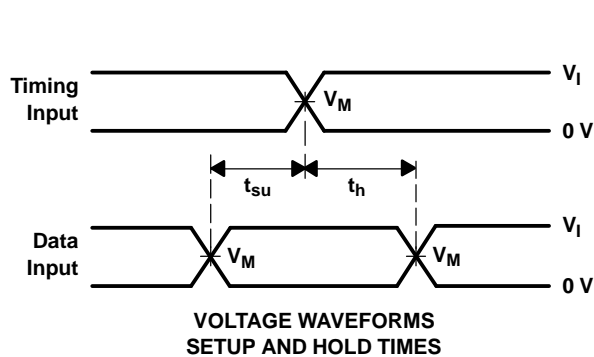 Timing
Input
V_I
V_M
0 V
t_su
t_h
Data
Input
V_I
V_M
V_M
0 V
VOLTAGE WAVEFORMS
SETUP AND HOLD TIMES